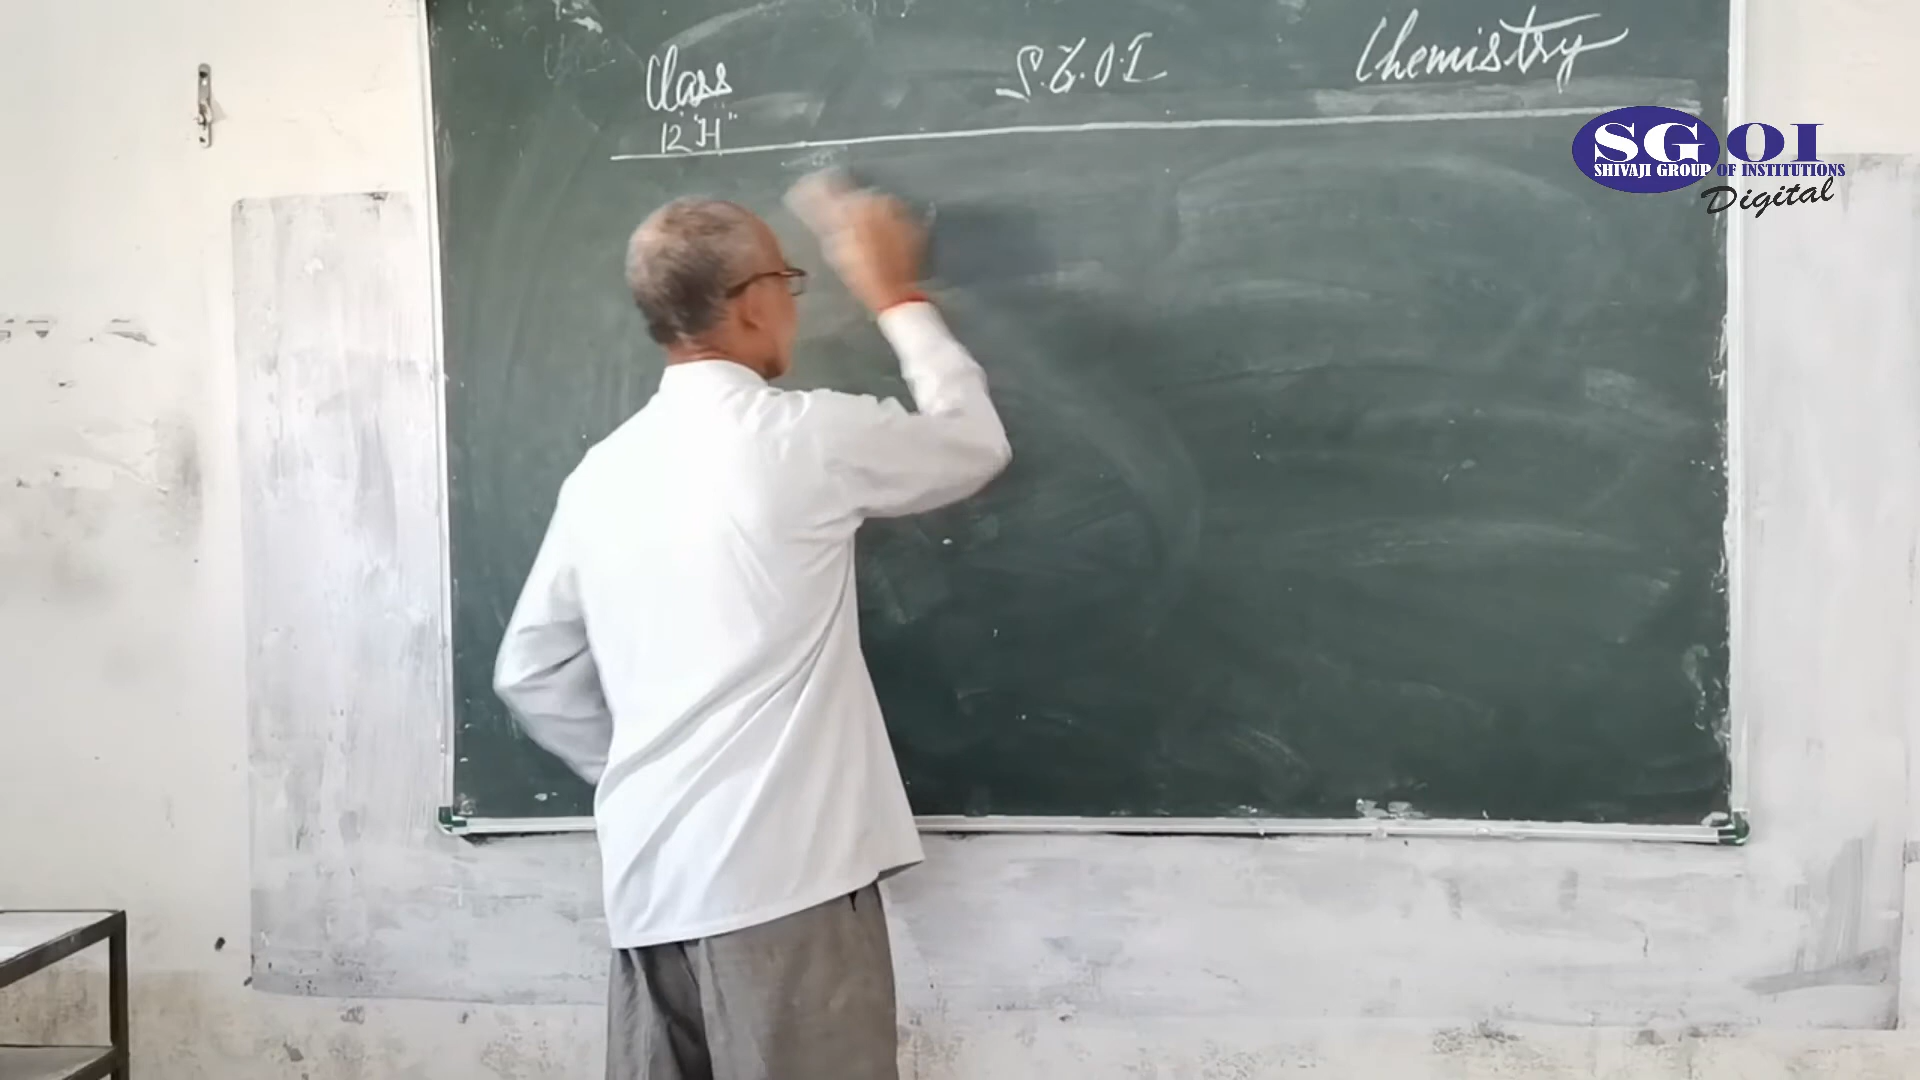 Class S.G.O.I Chemistry
12 "H"
SGOI
SHIVAJI GROUP OF INSTITUTIONS
Digital